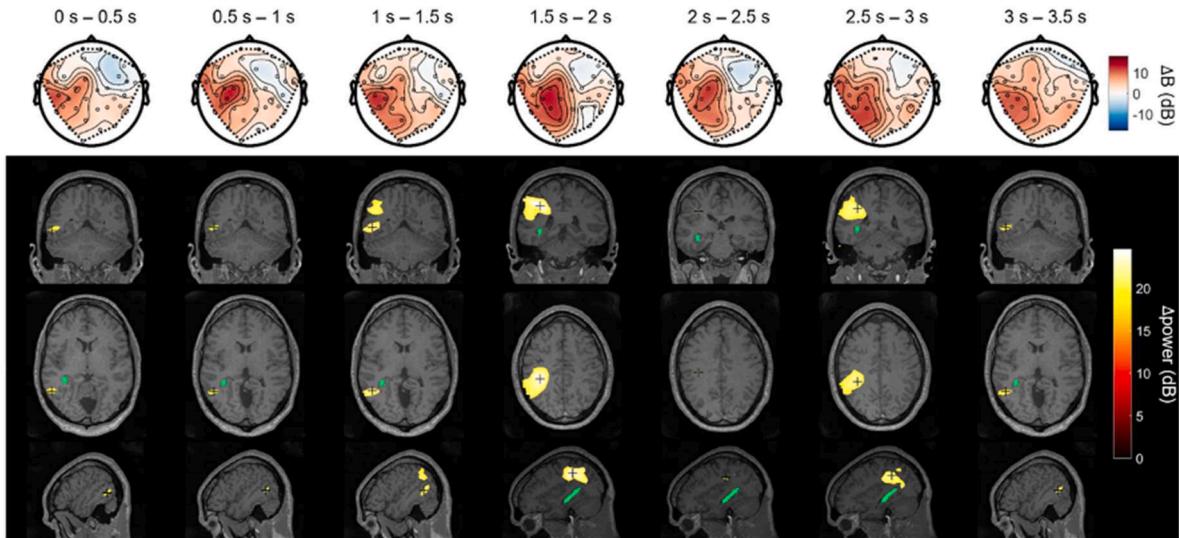 0 s – 0.5 s
0.5 s – 1 s
1 s – 1.5 s
1.5 s – 2 s
2 s – 2.5 s
2.5 s – 3 s
3 s – 3.5 s
10
0
-10
ΔB (dB)
20
15
10
5
0
Δpower (dB)